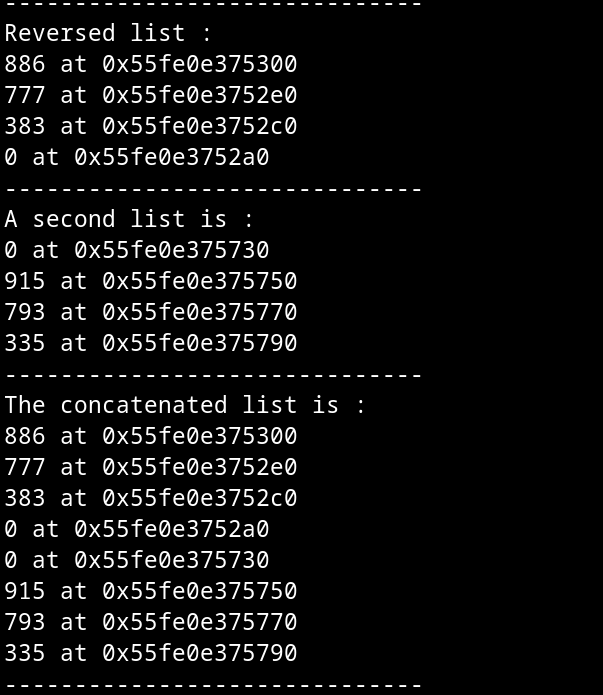 ------------------------------
Reversed list :
886 at 0x55fe0e375300
777 at 0x55fe0e3752e0
383 at 0x55fe0e3752c0
0 at 0x55fe0e3752a0
------------------------------
A second list is :
0 at 0x55fe0e375730
915 at 0x55fe0e375750
793 at 0x55fe0e375770
335 at 0x55fe0e375790
------------------------------
The concatenated list is :
886 at 0x55fe0e375300
777 at 0x55fe0e3752e0
383 at 0x55fe0e3752c0
0 at 0x55fe0e3752a0
0 at 0x55fe0e375730
915 at 0x55fe0e375750
793 at 0x55fe0e375770
335 at 0x55fe0e375790
------------------------------